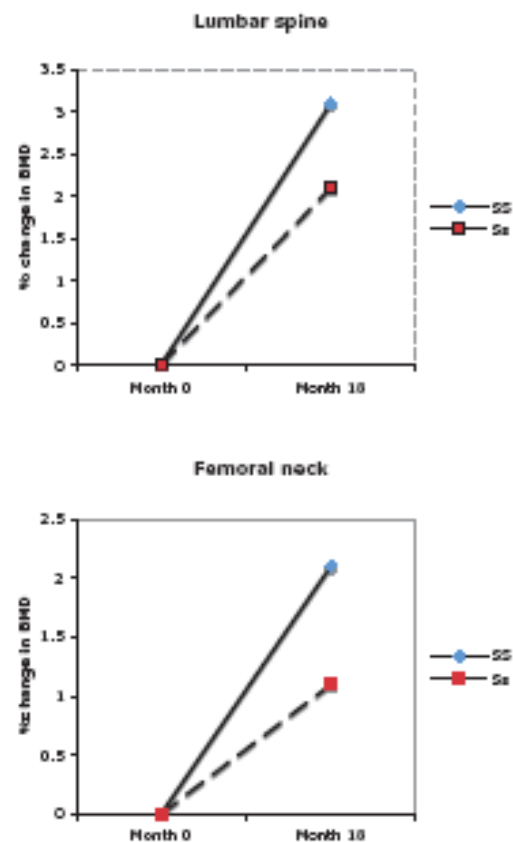 Lumbar spine
3.5
3
2.5
2
1.5
1
0.5
0
% change in BMD
Month 0
Month 18
SS
Ss
Femoral neck
2.5
2
1.5
1
0.5
0
% change in BMD
Month 0
Month 18
SS
Ss